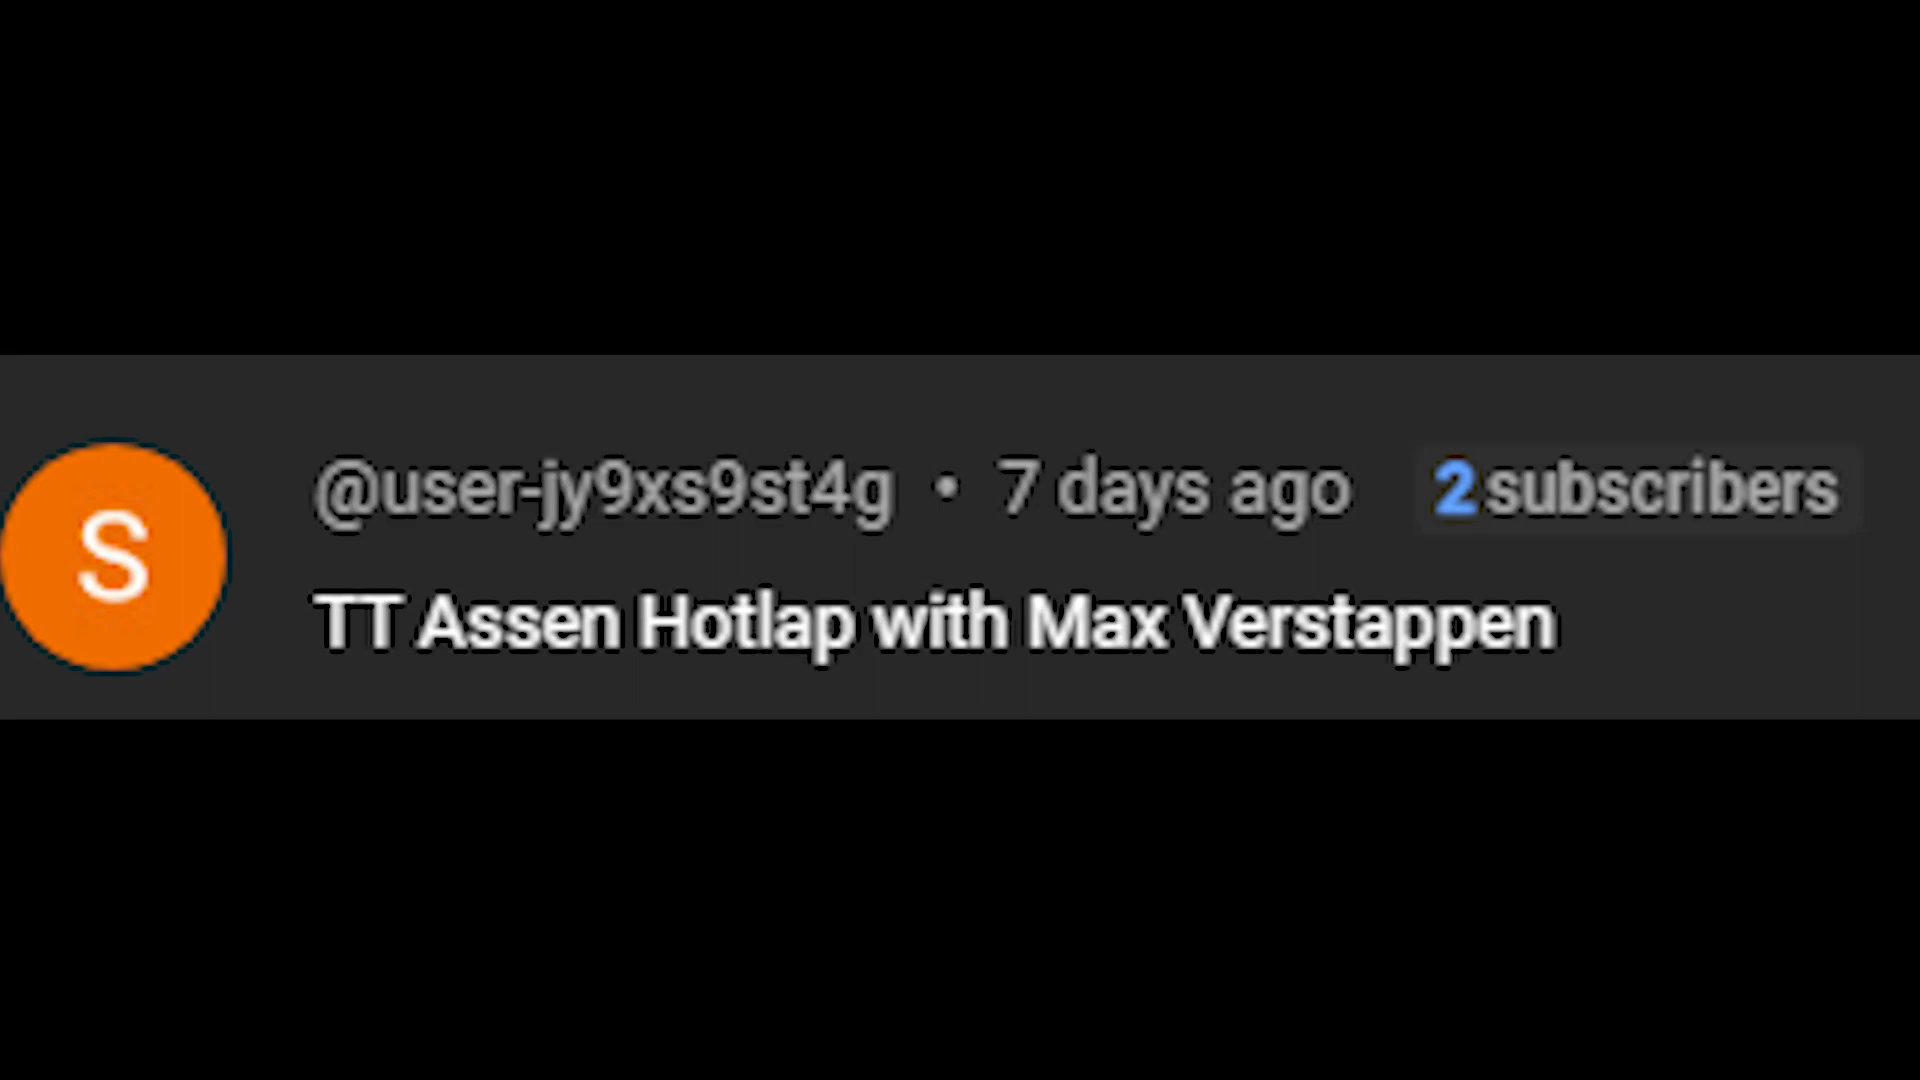 S
@user-jy9xs9st4g • 7 days ago 2 subscribers
TT Assen Hotlap with Max Verstappen